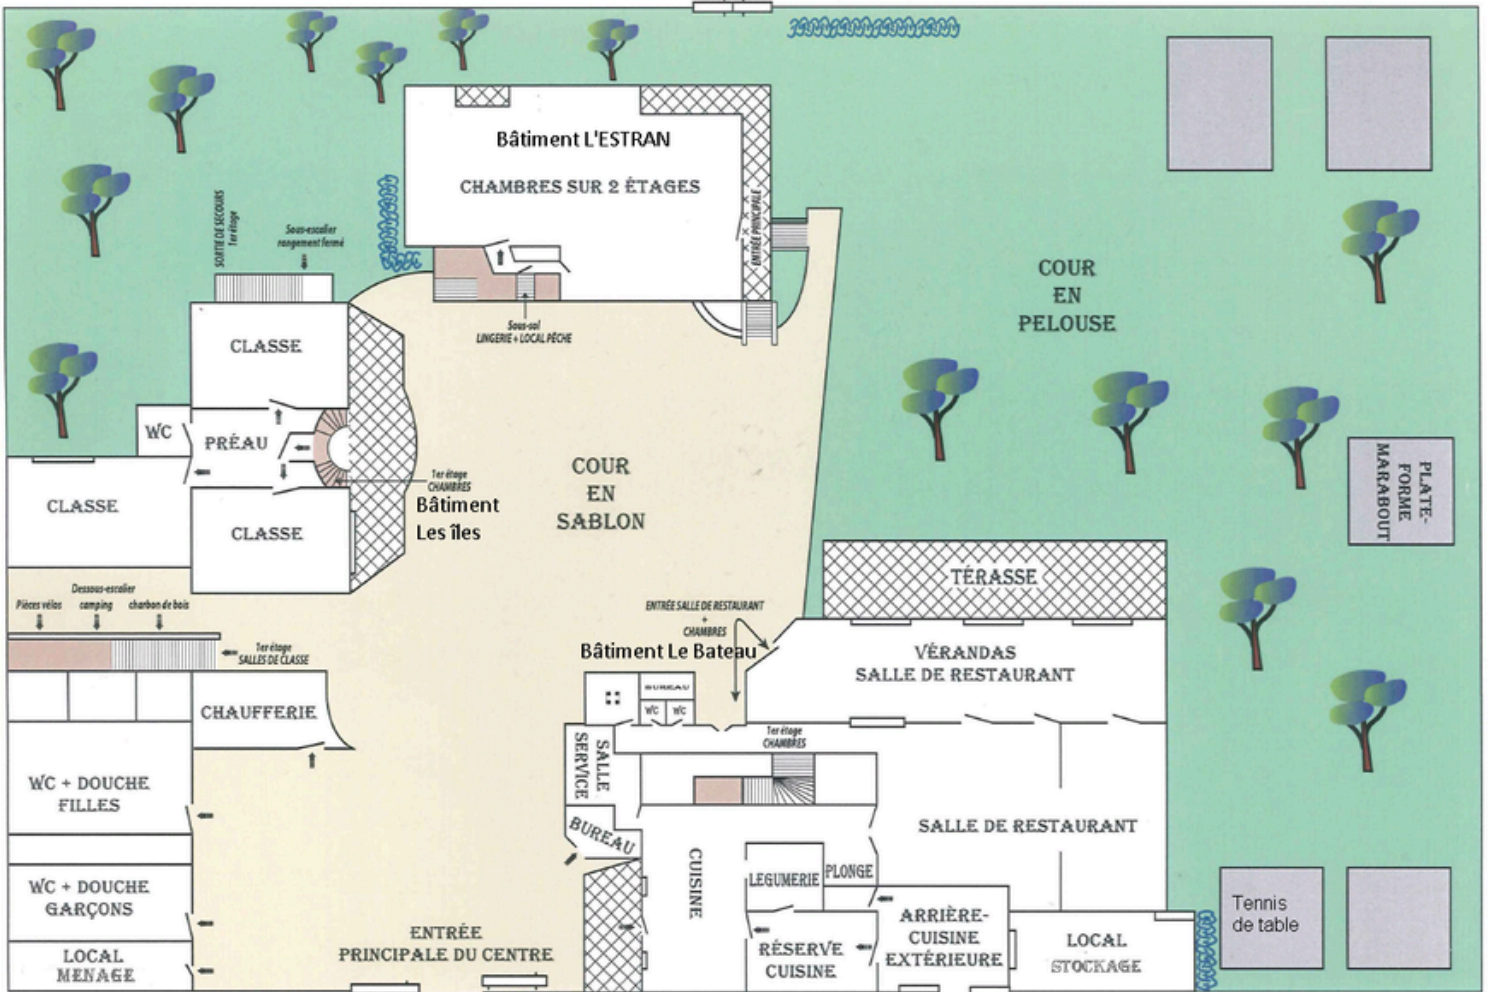 Bâtiment L'ESTRAN
CHAMBRES SUR 2 ÉTAGES
ENTRÉE PRINCIPALE
SORTIE DE SECOURS
1er étage
Sous-escalier
rangement fermé
Sous-sol
LINGERIE + LOCAL PÊCHE
COUR
EN
PELOUSE
CLASSE
WC
PRÉAU
CLASSE
CLASSE
1er étage
CHAMBRES
Bâtiment
Les îles
COUR
EN
SABLON
PLATE-
FORME
MARABOUT
TÉRASSE
Pièces vélos
Dessous-escalier
camping
charbon de bois
1er étage
SALLES DE CLASSE
ENTRÉE SALLE DE RESTAURANT
+
CHAMBRES
Bâtiment Le Bateau
VÉRANDAS
SALLE DE RESTAURANT
BUREAU
WC
WC
CHAUFFERIE
1er étage
CHAMBRES
SALLE
SERVICE
WC + DOUCHE
FILLES
BUREAU
SALLE DE RESTAURANT
CUISINE
LEGUMERIE
PLONGE
WC + DOUCHE
GARÇONS
LOCAL
MENAGE
ENTRÉE
PRINCIPALE DU CENTRE
RÉSERVE
CUISINE
ARRIÈRE-
CUISINE
EXTÉRIEURE
LOCAL
STOCKAGE
Tennis
de table